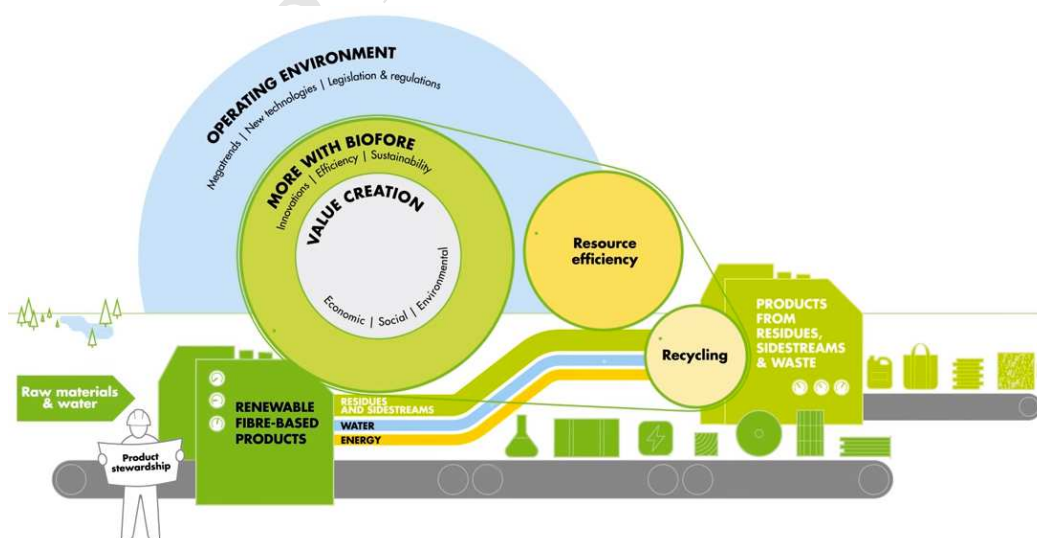 OPERATING ENVIRONMENT
Megatrends | New technologies | Legislation & regulations
MORE WITH BIOFORE
Innovations | Efficiency | Sustainability
VALUE CREATION
Economic | Social | Environmental
Resource
efficiency
Recycling
PRODUCTS
FROM
RESIDUES,
SIDESTREAMS
& WASTE
Raw materials
& water
Product
stewardship
RENEWABLE
FIBRE-BASED
PRODUCTS
RESIDUES
AND SIDESTREAMS
WATER
ENERGY